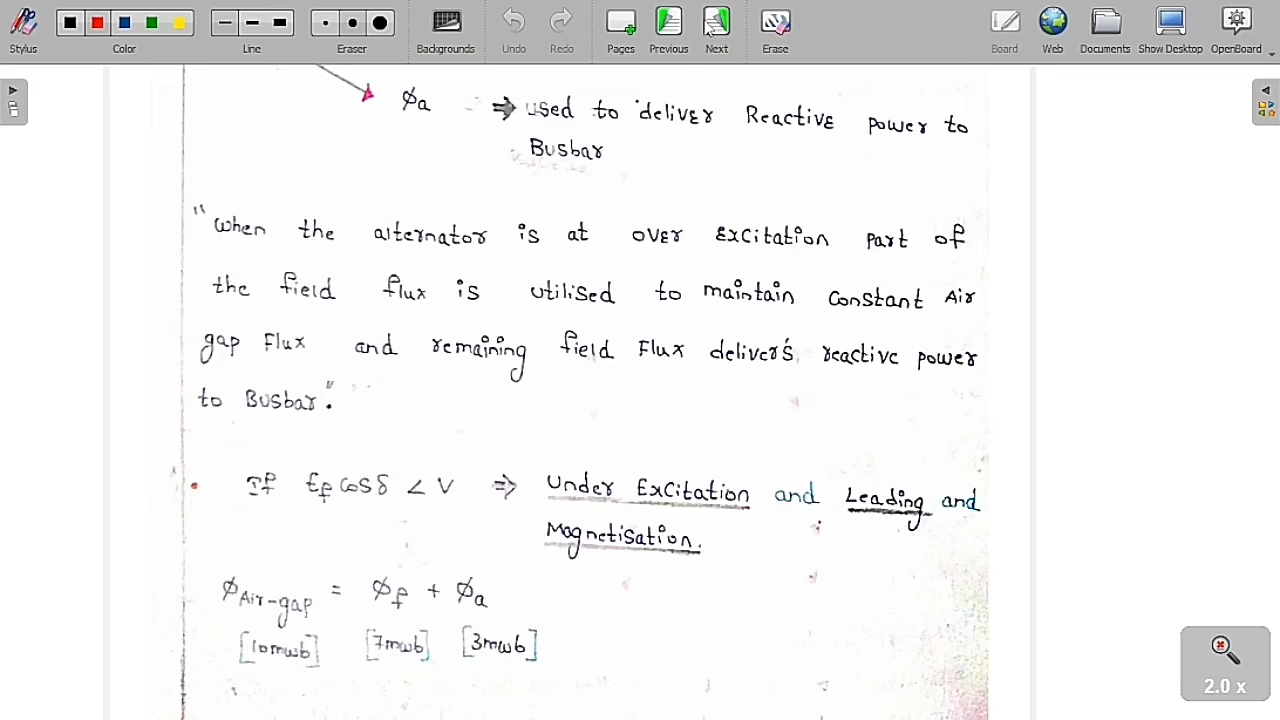 Stylus Color Line Eraser Backgrounds Undo Redo Pages Previous Next Erase Board Web Documents Show Desktop OpenBoard
φa ⇒ used to deliver Reactive power to
Busbar
"When the alternator is at over Excitation part of
the field flux is utilised to maintain constant Air
gap Flux and remaining field Flux delivers reactive power
to Busbar."
If Ef cosδ < V ⇒ Under Excitation and Leading and
Magnetisation.
φAir-gap = φf + φa
[10mwb] [7mwb] [3mwb]
2.0 x